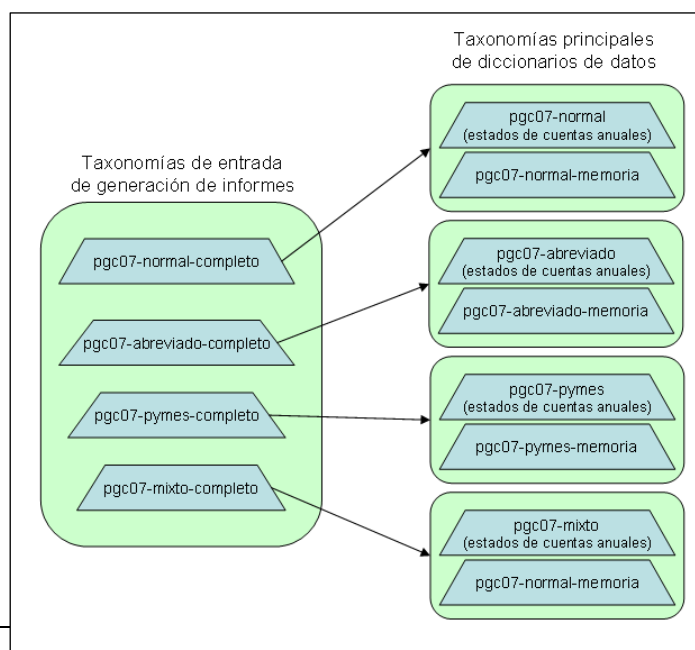 Taxonomías de entrada
de generación de informes
pgc07-normal-completo
pgc07-abreviado-completo
pgc07-pymes-completo
pgc07-mixto-completo
Taxonomías principales
de diccionarios de datos
pgc07-normal
(estados de cuentas anuales)
pgc07-normal-memoria
pgc07-abreviado
(estados de cuentas anuales)
pgc07-abreviado-memoria
pgc07-pymes
(estados de cuentas anuales)
pgc07-pymes-memoria
pgc07-mixto
(estados de cuentas anuales)
pgc07-normal-memoria